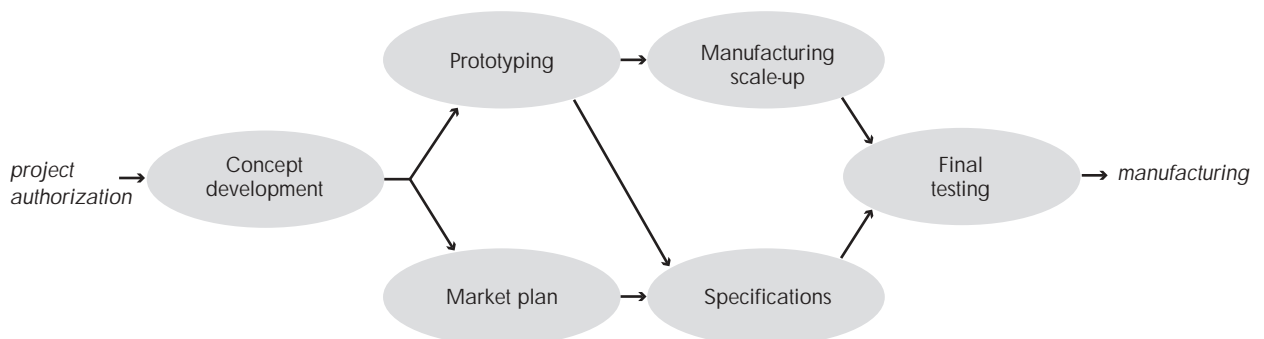 project
authorization
Concept
development
Prototyping
Manufacturing
scale-up
Market plan
Specifications
Final
testing
manufacturing